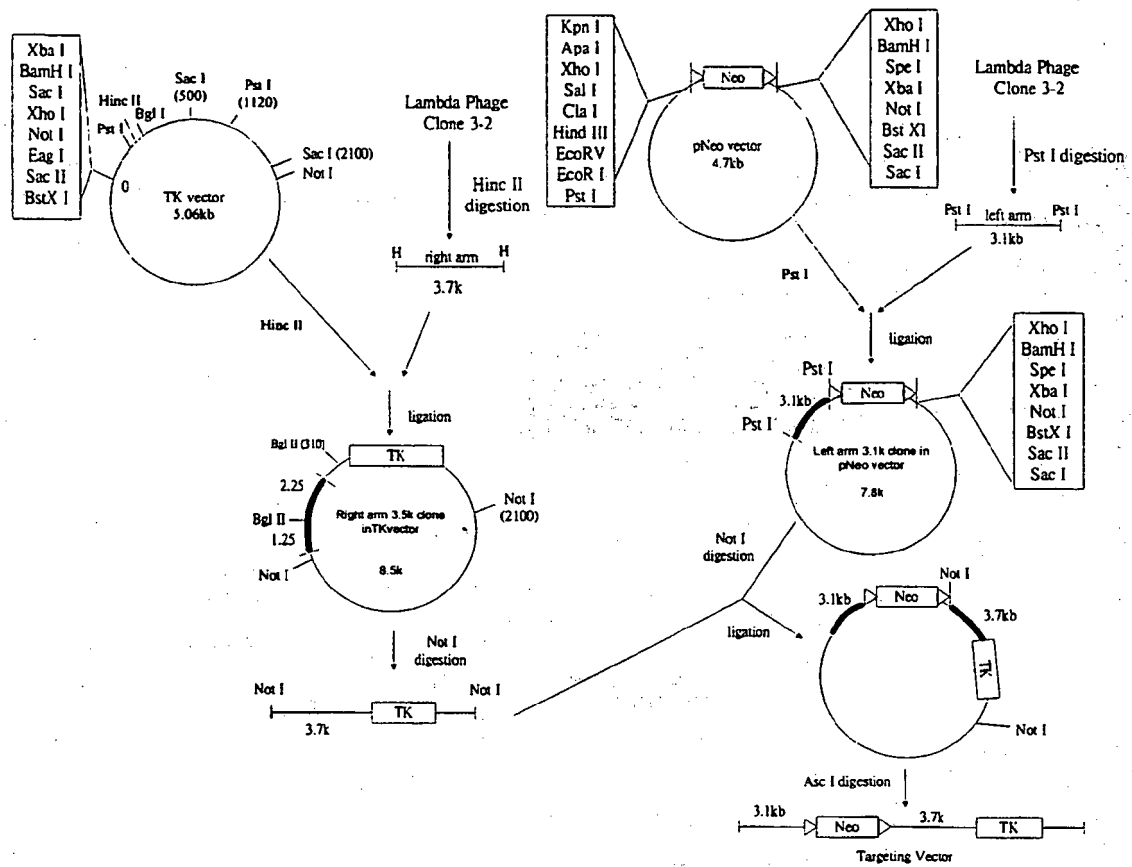 Xba I
BamH I
Sac I
Xho I
Not I
Eag I
Sac II
BstX I
Hinc II
Pst I
Bgl I
Sac I
(500)
Pst I
(1120)
Sac I (2100)
Not I
0
TK vector
5.06kb
Lambda Phage
Clone 3-2
Hinc II
digestion
H
right arm
H
3.7k
Hinc II
ligation
Bgl II (310)
TK
2.25
Bgl II
1.25
Not I
Right arm 3.5k clone
inTKvector
8.5k
Not I
(2100)
Not I
digestion
Not I
Not I
3.7k
TK
Kpn I
Apa I
Xho I
Sal I
Cla I
Hind III
EcoRV
EcoR I
Pst I
Neo
pNeo vector
4.7kb
Xho I
BamH I
Spe I
Xba I
Not I
Bst XI
Sac II
Sac I
Lambda Phage
Clone 3-2
Pst I digestion
Pst I
left arm
Pst I
3.1kb
Pst I
ligation
Pst I
Neo
3.1kb
Pst I
Left arm 3.1k clone in
pNeo vector
7.8k
Xho I
BamH I
Spe I
Xba I
Not I
BstX I
Sac II
Sac I
Not I
digestion
ligation
3.1kb
Neo
Not I
3.7kb
TK
Not I
Asc I digestion
3.1kb
Neo
3.7k
TK
Targeting Vector